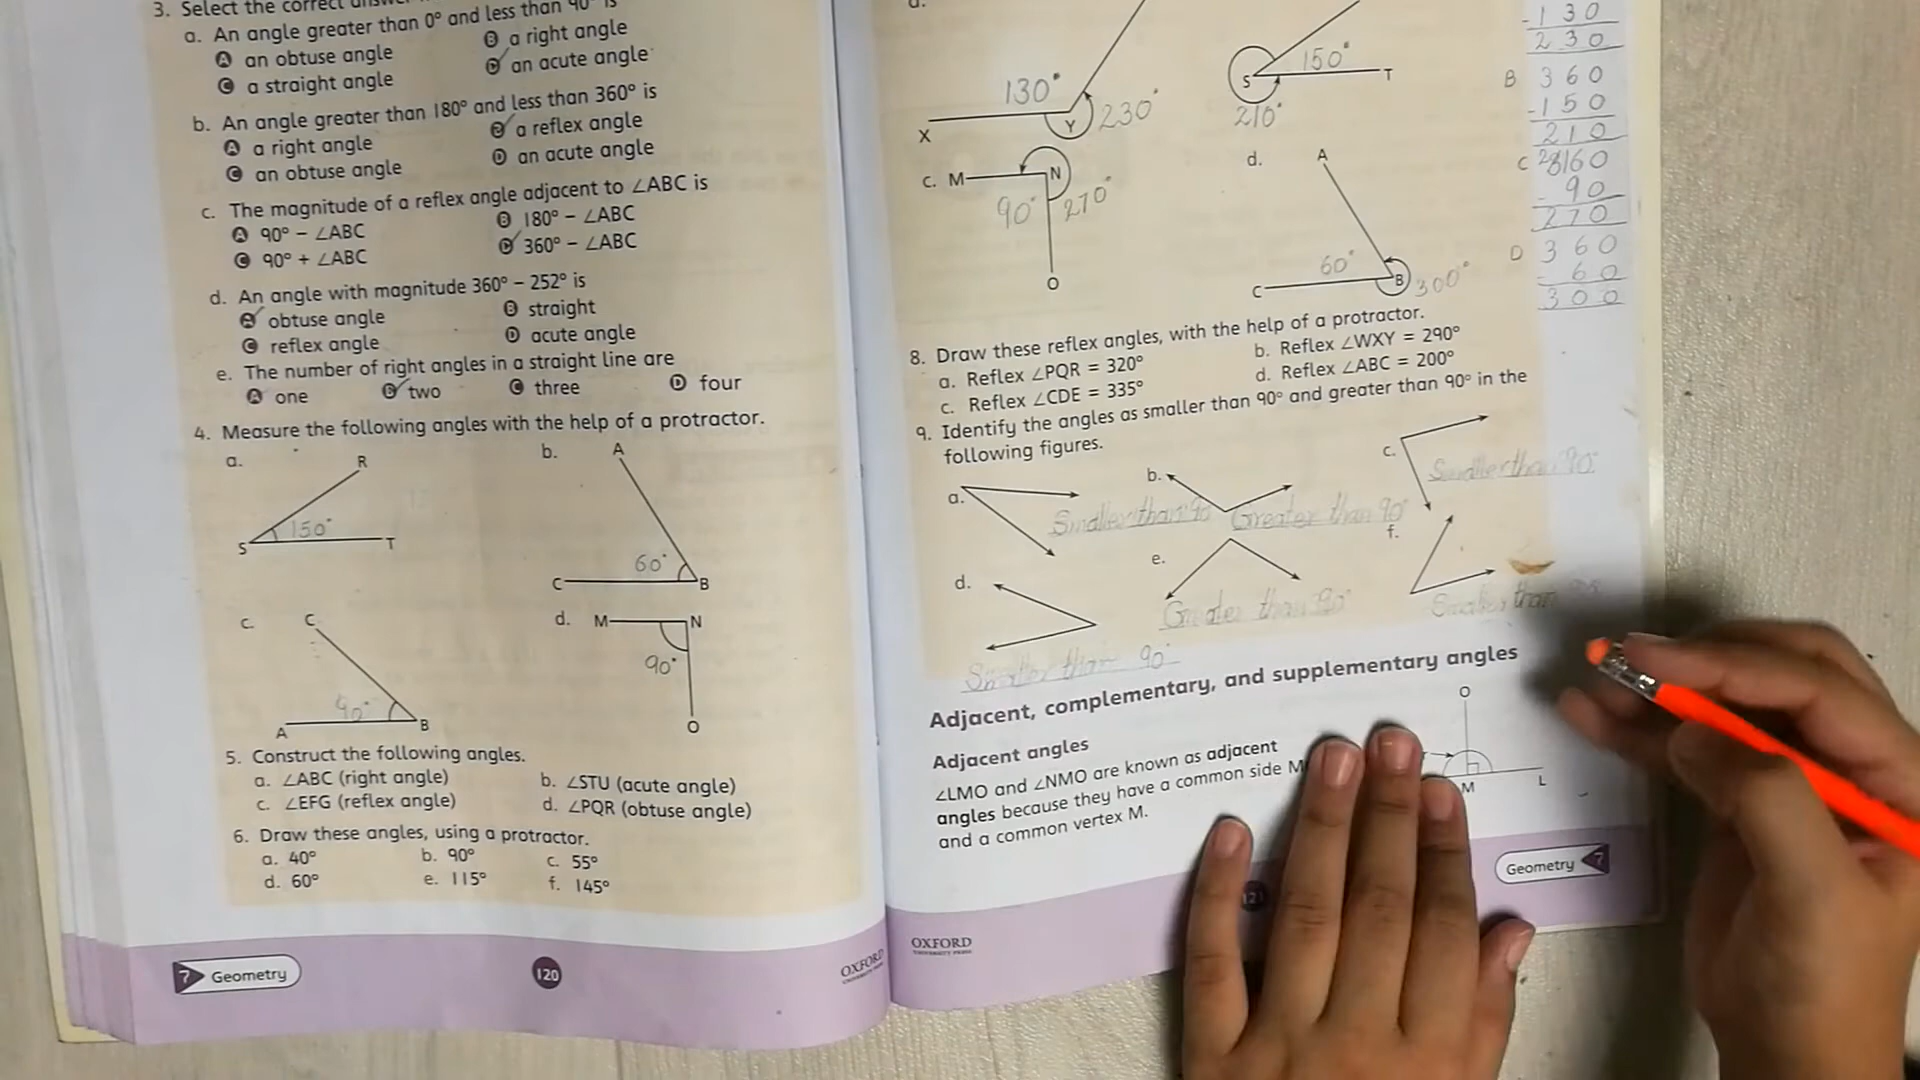 3. Select the correct answer
a. An angle greater than 0° and less than 90° is
A an obtuse angle B a right angle
C a straight angle D an acute angle
b. An angle greater than 180° and less than 360° is
A a right angle B a reflex angle
C an obtuse angle D an acute angle
c. The magnitude of a reflex angle adjacent to ∠ABC is
A 90° – ∠ABC B 180° – ∠ABC
C 90° + ∠ABC D 360° – ∠ABC
d. An angle with magnitude 360° – 252° is
A obtuse angle B straight
C reflex angle D acute angle
e. The number of right angles in a straight line are
A one B two C three D four
4. Measure the following angles with the help of a protractor.
a. R S T 150°
b. A C B 60°
c. C A B 90°
d. M N O 90°
5. Construct the following angles.
a. ∠ABC (right angle) b. ∠STU (acute angle)
c. ∠EFG (reflex angle) d. ∠PQR (obtuse angle)
6. Draw these angles, using a protractor.
a. 40° b. 90° c. 55°
d. 60° e. 115° f. 145°
7 Geometry
120
OXFORD
UNIVERSITY PRESS
130° X Y 230°
S 150° T 210°
c. M N 90° 270° O
d. A 60° C B 300°
-130
230
B 360
-150
210
C 28160
- 90
270
D 360
- 60
300
8. Draw these reflex angles, with the help of a protractor.
a. Reflex ∠PQR = 320° b. Reflex ∠WXY = 290°
c. Reflex ∠CDE = 335° d. Reflex ∠ABC = 200°
9. Identify the angles as smaller than 90° and greater than 90° in the
following figures.
a. Smaller than 90
b. Greater than 90°
c. Smaller than 90°
d. Smaller than 90°
e. Greater than 90°
f. Smaller than
Adjacent, complementary, and supplementary angles
Adjacent angles
∠LMO and ∠NMO are known as adjacent
angles because they have a common side M
and a common vertex M.
O
M L
OXFORD
UNIVERSITY PRESS
121
Geometry 7